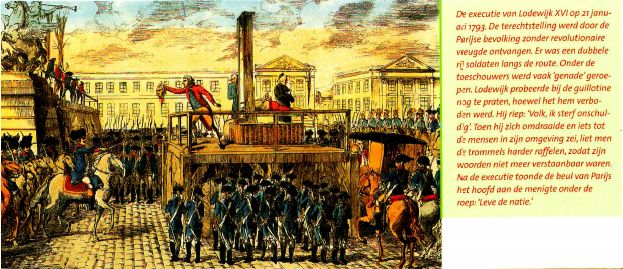 De executie van Lodewijk XVI op 21 janu-
ari 1793. De terechtstelling werd door de
Parijse bevolking zonder revolutionaire
vreugde ontvangen. Er was een dubbele
rij soldaten langs de route. Onder de
toeschouwers werd vaak 'genade' geroe-
pen. Lodewijk probeerde bij de guillotine
nog te praten, hoewel het hem verbo-
den werd. Hij riep: 'Volk, ik sterf onschul-
dig'. Toen hij zich omdraaide en iets tot
de mensen in zijn omgeving zei, liet men
de trommels harder roffelen, zodat zijn
woorden niet meer verstaanbaar waren.
Na de executie toonde de beul van Parijs
het hoofd aan de menigte onder de
roep: 'Leve de natie.'